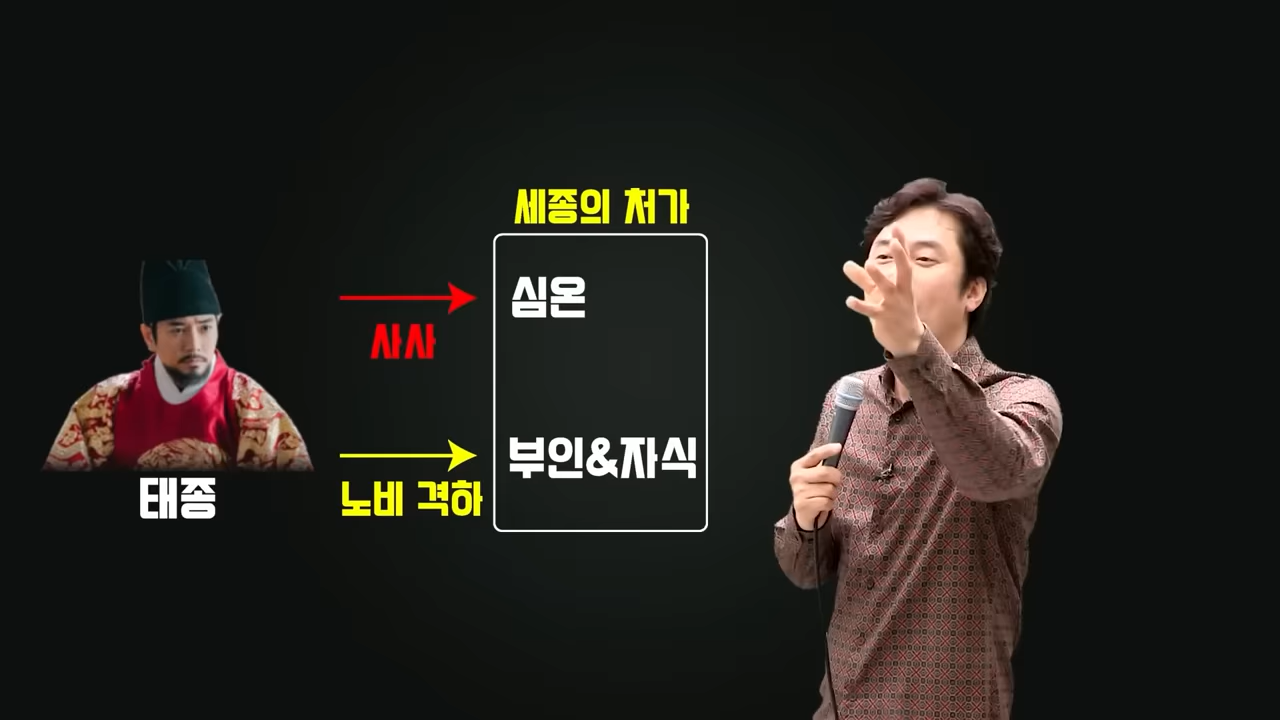 세종의 처가
심온
사사
부인&자식
태종
노비 격하